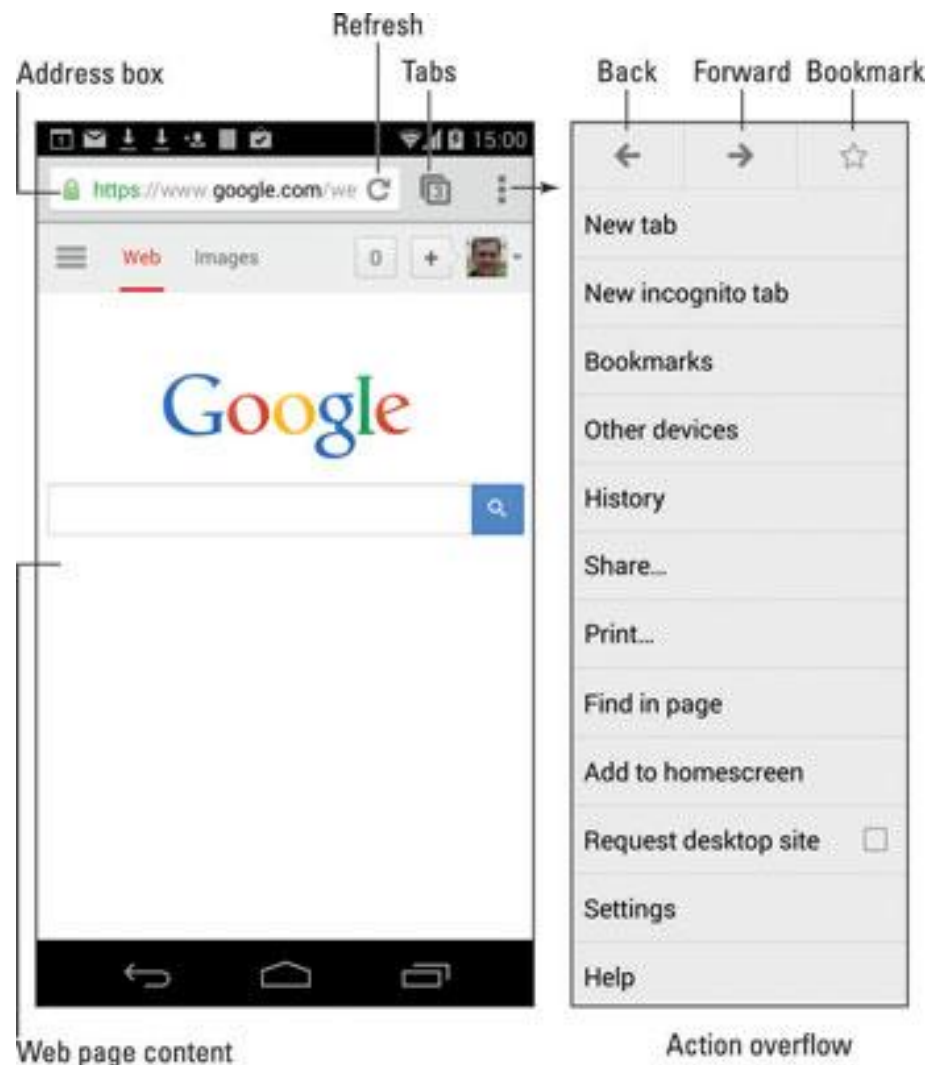 Refresh
Address box
Tabs
Back Forward Bookmark
1 15:00
https://www.google.com/we 3
Web Images 0 +
Google
New tab
New incognito tab
Bookmarks
Other devices
History
Share...
Print...
Find in page
Add to homescreen
Request desktop site
Settings
Help
Web page content
Action overflow